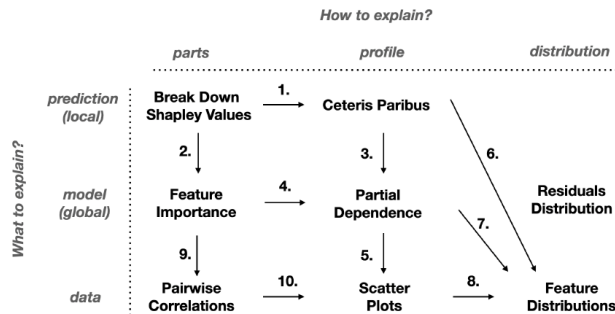 How to explain?
parts
profile
distribution
What to explain?
prediction
(local)
Break Down
Shapley Values
1.
Ceteris Paribus
2.
3.
6.
model
(global)
Feature
Importance
4.
Partial
Dependence
Residuals
Distribution
7.
9.
5.
data
Pairwise
Correlations
10.
Scatter
Plots
8.
Feature
Distributions